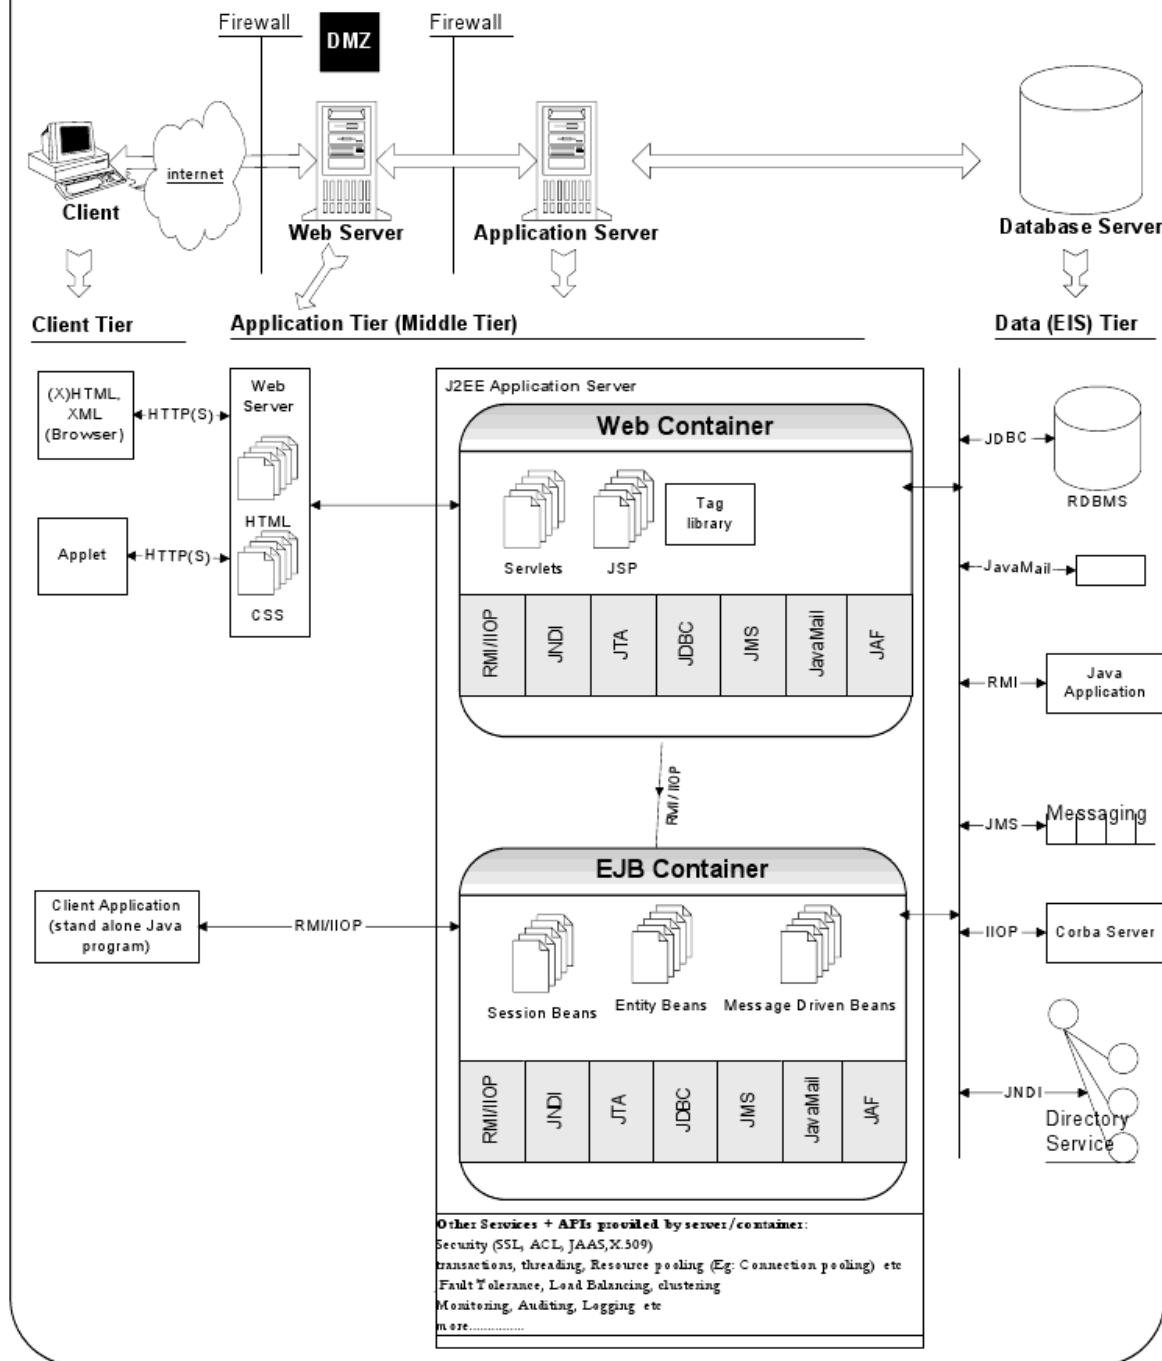 Firewall
DMZ
Firewall
internet
Client
Web Server
Application Server
Database Server
Client Tier
Application Tier (Middle Tier)
Data (EIS) Tier
(X)HTML,
XML
(Browser)
HTTP(S)
Web
Server
HTML
CSS
Applet
HTTP(S)
J2EE Application Server
Web Container
Servlets
JSP
Tag
library
RMI/IIOP
JNDI
JTA
JDBC
JMS
JavaMail
JAF
RMI/IIOP
EJB Container
Client Application
(stand alone Java
program)
RMI/IIOP
Session Beans
Entity Beans
Message Driven Beans
RMI/IIOP
JNDI
JTA
JDBC
JMS
JavaMail
JAF
JDBC
RDBMS
JavaMail
RMI
Java
Application
JMS
Messaging
IIOP
Corba Server
JNDI
Directory
Service
Other Services + APIs provided by server/container:
Security (SSL, ACL, JAAS,X.509)
transactions, threading, Resource pooling (Eg: Connection pooling) etc
Fault Tolerance, Load Balancing, clustering
Monitoring, Auditing, Logging etc
more...............